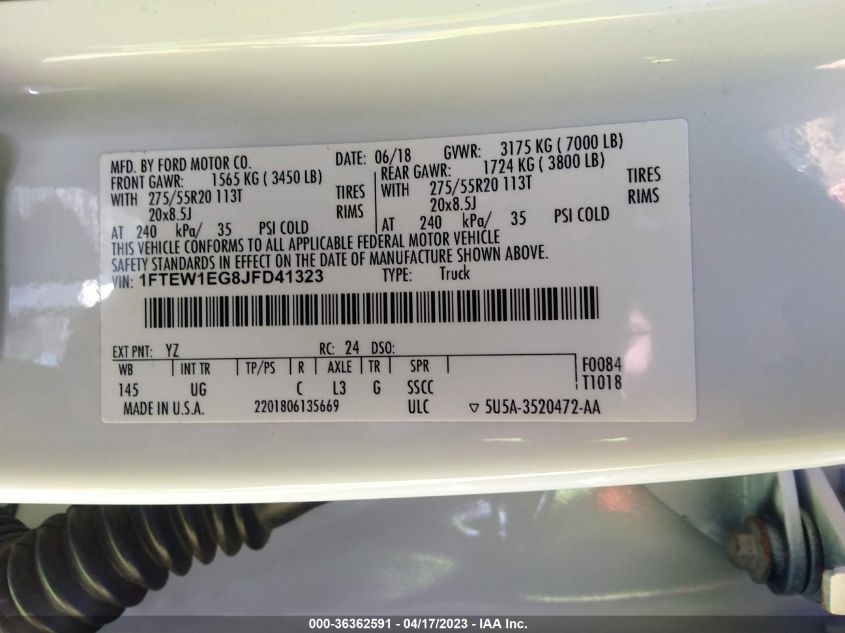 MFD. BY FORD MOTOR CO. DATE: 06/18 GVWR: 3175 KG ( 7000 LB)
FRONT GAWR: 1565 KG ( 3450 LB) REAR GAWR: 1724 KG ( 3800 LB)
WITH 275/55R20 113T TIRES WITH 275/55R20 113T TIRES
20x8.5J RIMS 20x8.5J RIMS
AT 240 kPa/ 35 PSI COLD AT 240 kPa/ 35 PSI COLD
THIS VEHICLE CONFORMS TO ALL APPLICABLE FEDERAL MOTOR VEHICLE
SAFETY STANDARDS IN EFFECT ON THE DATE OF MANUFACTURE SHOWN ABOVE.
VIN: 1FTEW1EG8JFD41323 TYPE: Truck
EXT PNT: YZ RC: 24 DSO:
WB INT TR TP/PS R AXLE TR SPR F0084
145 UG C L3 G SSCC T1018
MADE IN U.S.A. 2201806135669 ULC ▽ 5U5A-3520472-AA
000-36362591 - 04/17/2023 - IAA Inc.